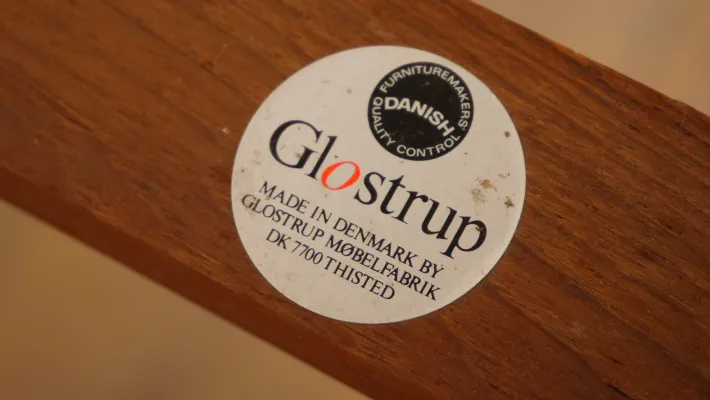 FURNITUREMAKERS'
DANISH
QUALITY CONTROL
Glostrup
MADE IN DENMARK BY
GLOSTRUP MØBELFABRIK
DK 7700 THISTED